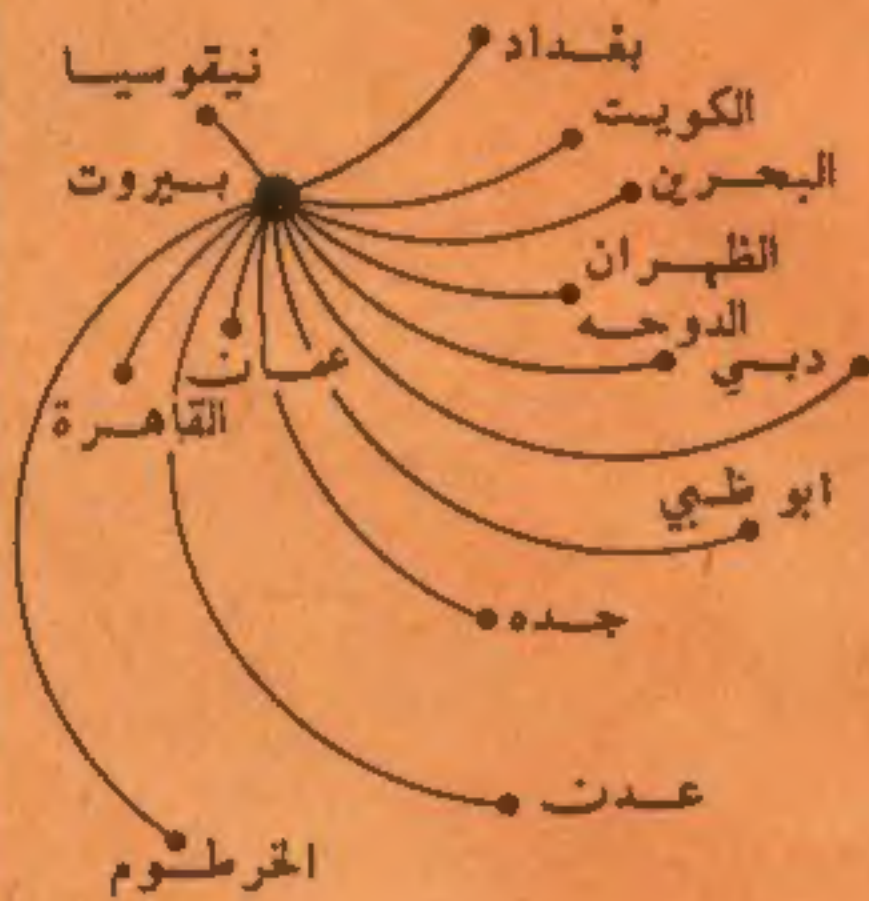 بغداد
نيقوسيا
الكويت
بيروت
البحرين
الظهران
الدوحه
دبي
عمان
القاهرة
ابو ظبي
جده
عدن
الخرطوم